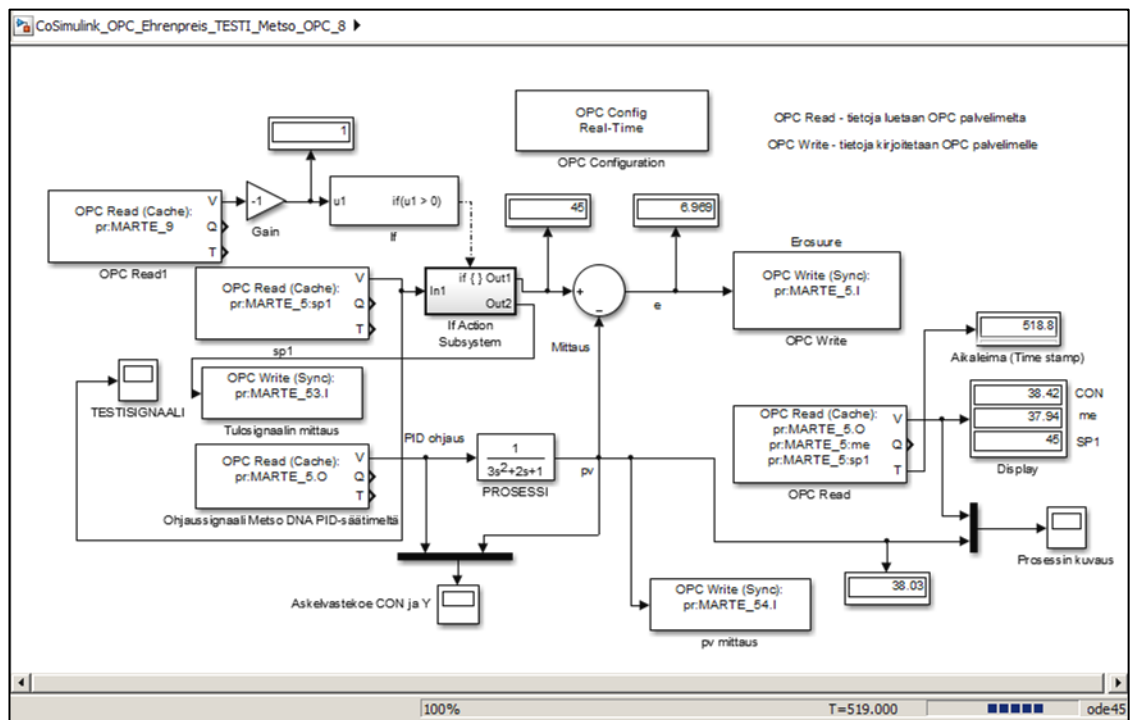 CoSimulink_OPC_Ehrenpreis_TESTI_Metso_OPC_8
OPC Config
Real-Time
OPC Configuration
OPC Read - tietoja luetaan OPC palvelimelta
OPC Write - tietoja kirjoitetaan OPC palvelimelle
1
OPC Read (Cache):
pr:MARTE_9
V
Q
T
OPC Read1
-1
Gain
u1
if(u1 > 0)
If
45
6.969
OPC Read (Cache):
pr:MARTE_5:sp1
V
Q
T
sp1
In1
if { } Out1
Out2
If Action
Subsystem
+
−
e
Erosuure
OPC Write (Sync):
pr:MARTE_5.I
OPC Write
Mittaus
518.8
Aikaleima (Time stamp)
TESTISIGNAALI
OPC Write (Sync):
pr:MARTE_53.I
Tulosignaalin mittaus
OPC Read (Cache):
pr:MARTE_5.O
pr:MARTE_5:me
pr:MARTE_5:sp1
V
Q
T
OPC Read
38.42
CON
37.94
me
45
SP1
Display
OPC Read (Cache):
pr:MARTE_5.O
V
Q
T
Ohjaussignaali Metso DNA PID-säätimeltä
PID ohjaus
1
3s²+2s+1
PROSESSI
pv
Prosessin kuvaus
38.03
Askelvastekoe CON ja Y
OPC Write (Sync):
pr:MARTE_54.I
pv mittaus
100%
T=519.000
ode45